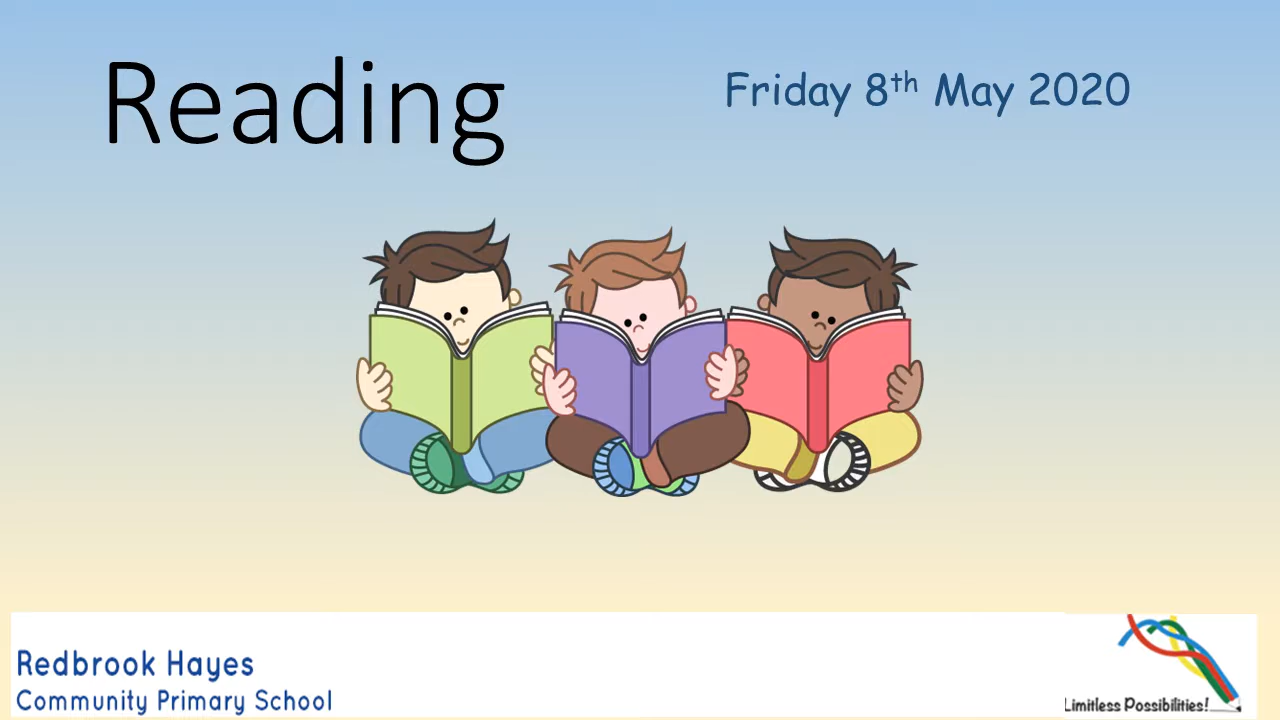 Reading
Friday 8th May 2020
Redbrook Hayes
Community Primary School
Limitless Possibilities!